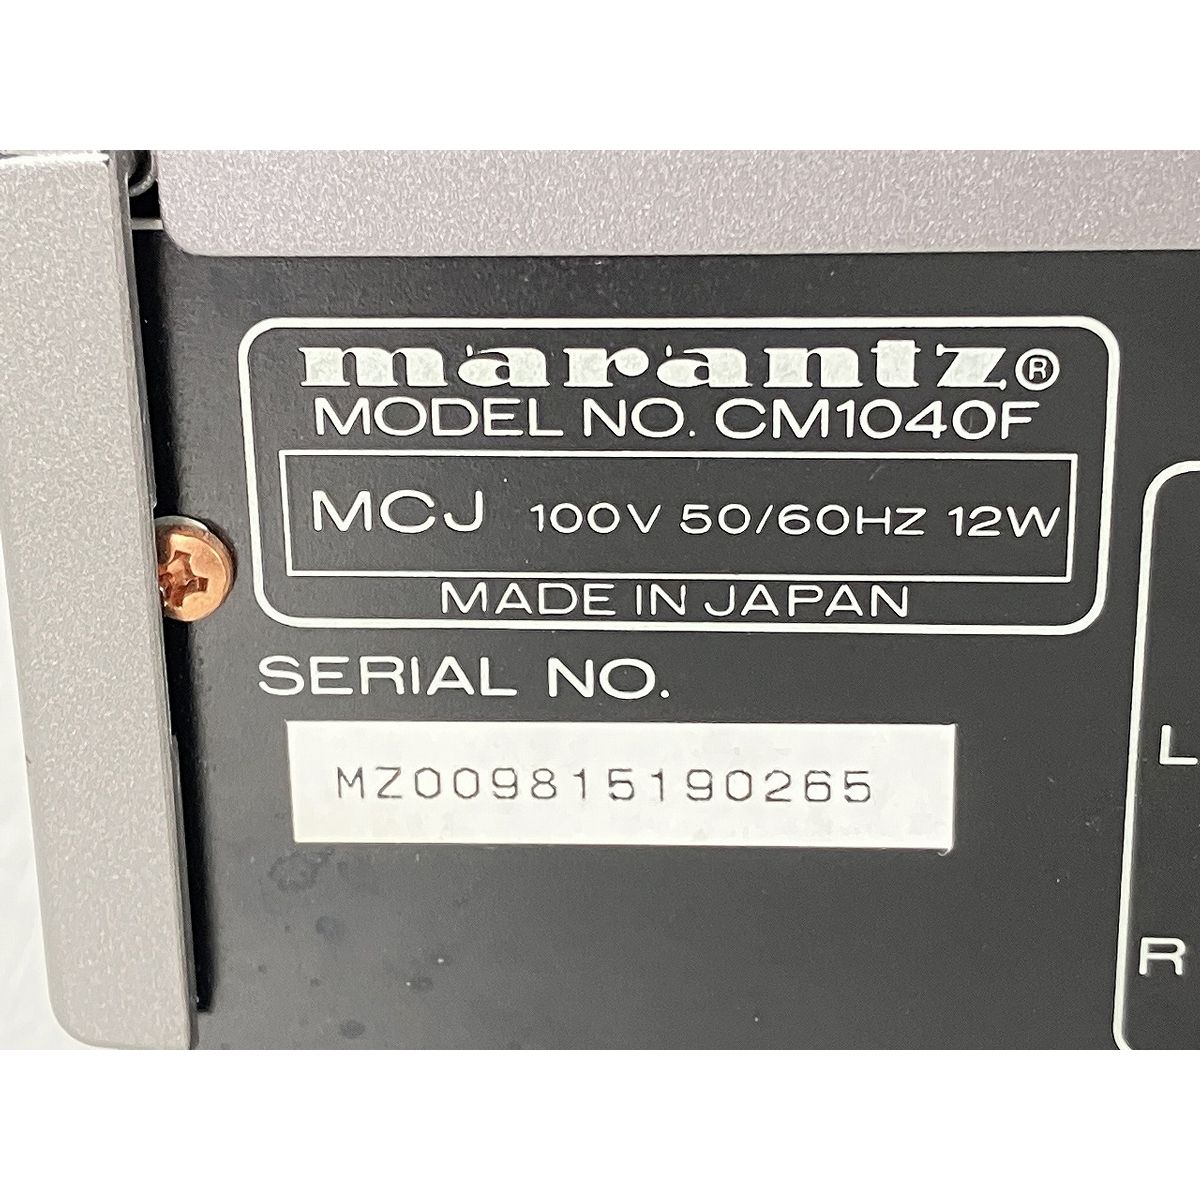 marantz®
MODEL NO. CM1040F
MCJ 100V 50/60HZ 12W
MADE IN JAPAN
SERIAL NO.
MZ009815190265
L
R